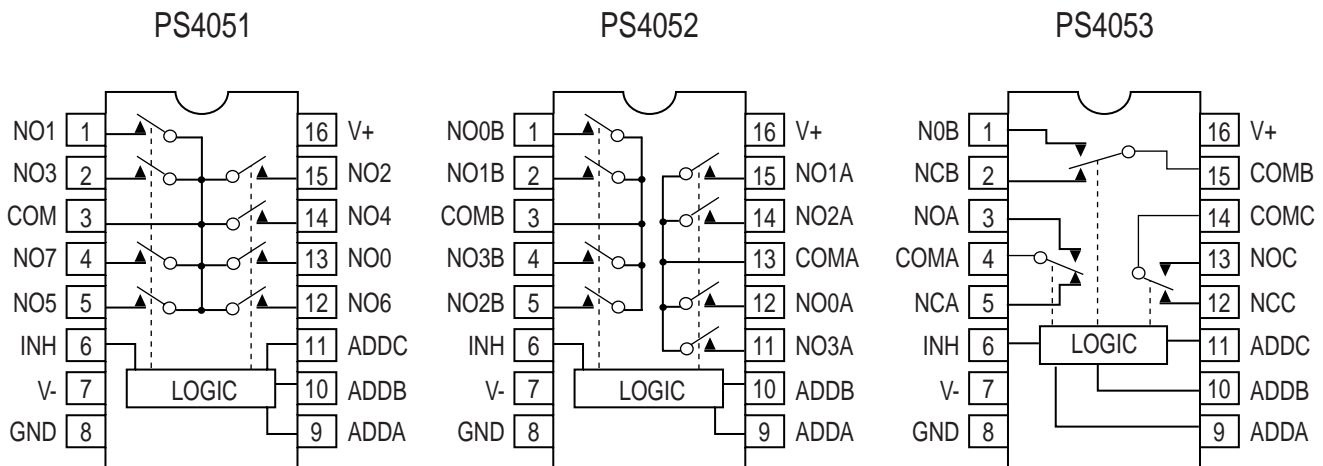 PS4051 PS4052 PS4053
NO1 1 16 V+ NO0B 1 16 V+ N0B 1 16 V+
NO3 2 15 NO2 NO1B 2 15 NO1A NCB 2 15 COMB
COM 3 14 NO4 COMB 3 14 NO2A NOA 3 14 COMC
NO7 4 13 NO0 NO3B 4 13 COMA COMA 4 13 NOC
NO5 5 12 NO6 NO2B 5 12 NO0A NCA 5 12 NCC
INH 6 11 ADDC INH 6 11 NO3A INH 6 LOGIC 11 ADDC
V- 7 LOGIC 10 ADDB V- 7 LOGIC 10 ADDB V- 7 10 ADDB
GND 8 9 ADDA GND 8 9 ADDA GND 8 9 ADDA